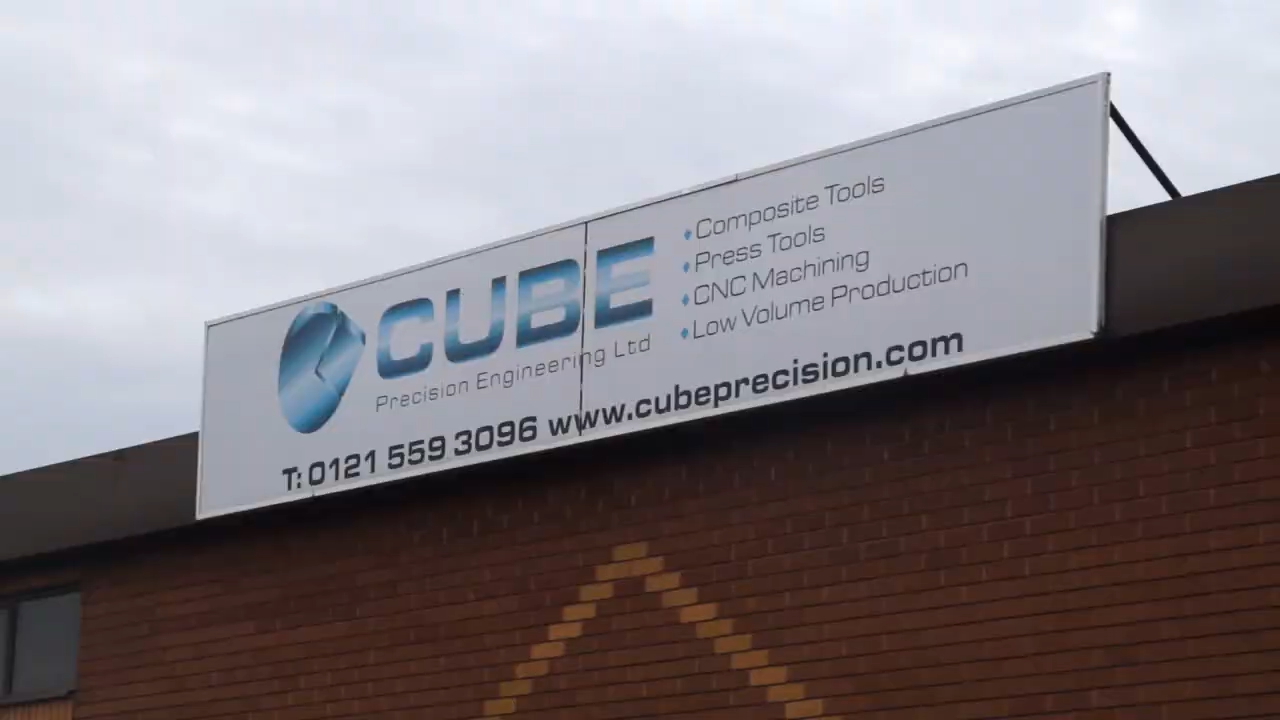 CUBE
Precision Engineering Ltd
Composite Tools
Press Tools
CNC Machining
Low Volume Production
T: 0121 559 3096 www.cubeprecision.com